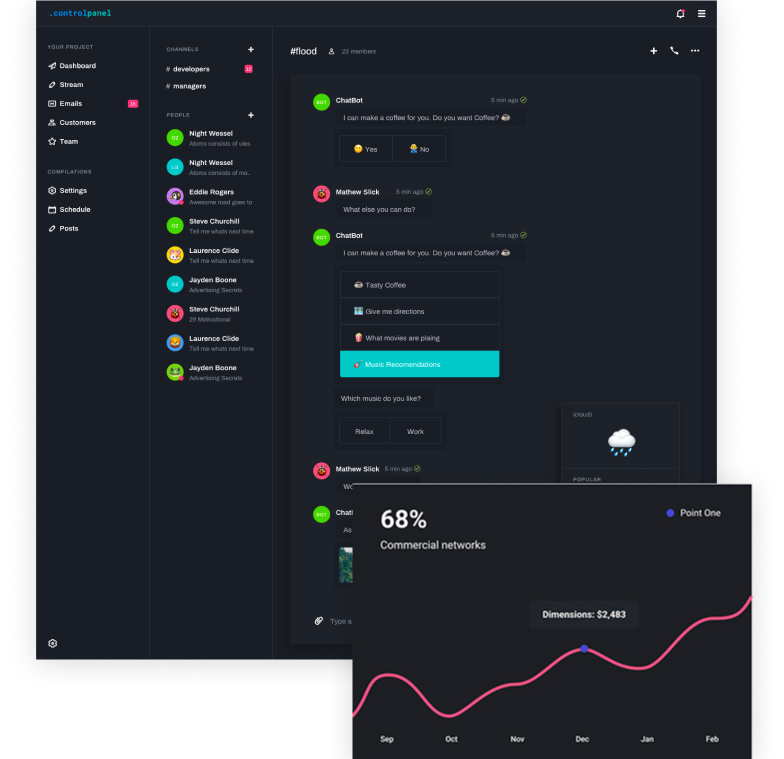 .controlpanel
YOUR PROJECT
Dashboard
Stream
Emails
Customers
Team
COMPILATIONS
Settings
Schedule
Posts
CHANNELS +
# developers 12
# managers
PEOPLE +
OZ Night Wessel
Atoms consists of ules
LG Night Wessel
Atoms consists of mo..
Eddie Rogers
Awesome road goes to
OZ Steve Churchill
Tell me whats next time
Laurence Clide
Tell me whats next time
OZ Jayden Boone
Advertising Secrets
Steve Churchill
29 Motivational
Laurence Clide
Tell me whats next time
Jayden Boone
Advertising Secrets
#flood 23 members
BOT ChatBot 5 min ago
I can make a coffee for you. Do you want Coffee?
Yes No
Mathew Slick 5 min ago
What else you can do?
BOT ChatBot 5 min ago
I can make a coffee for you. Do you want Coffee?
Tasty Coffee
Give me directions
What movies are plaing
Music Recomendations
Which music do you like?
Relax Work
Mathew Slick 5 min ago
BOT
As
Type a
(cloud)
POPULAR
68%
Commercial networks
Point One
Dimensions: $2,483
Sep Oct Nov Dec Jan Feb